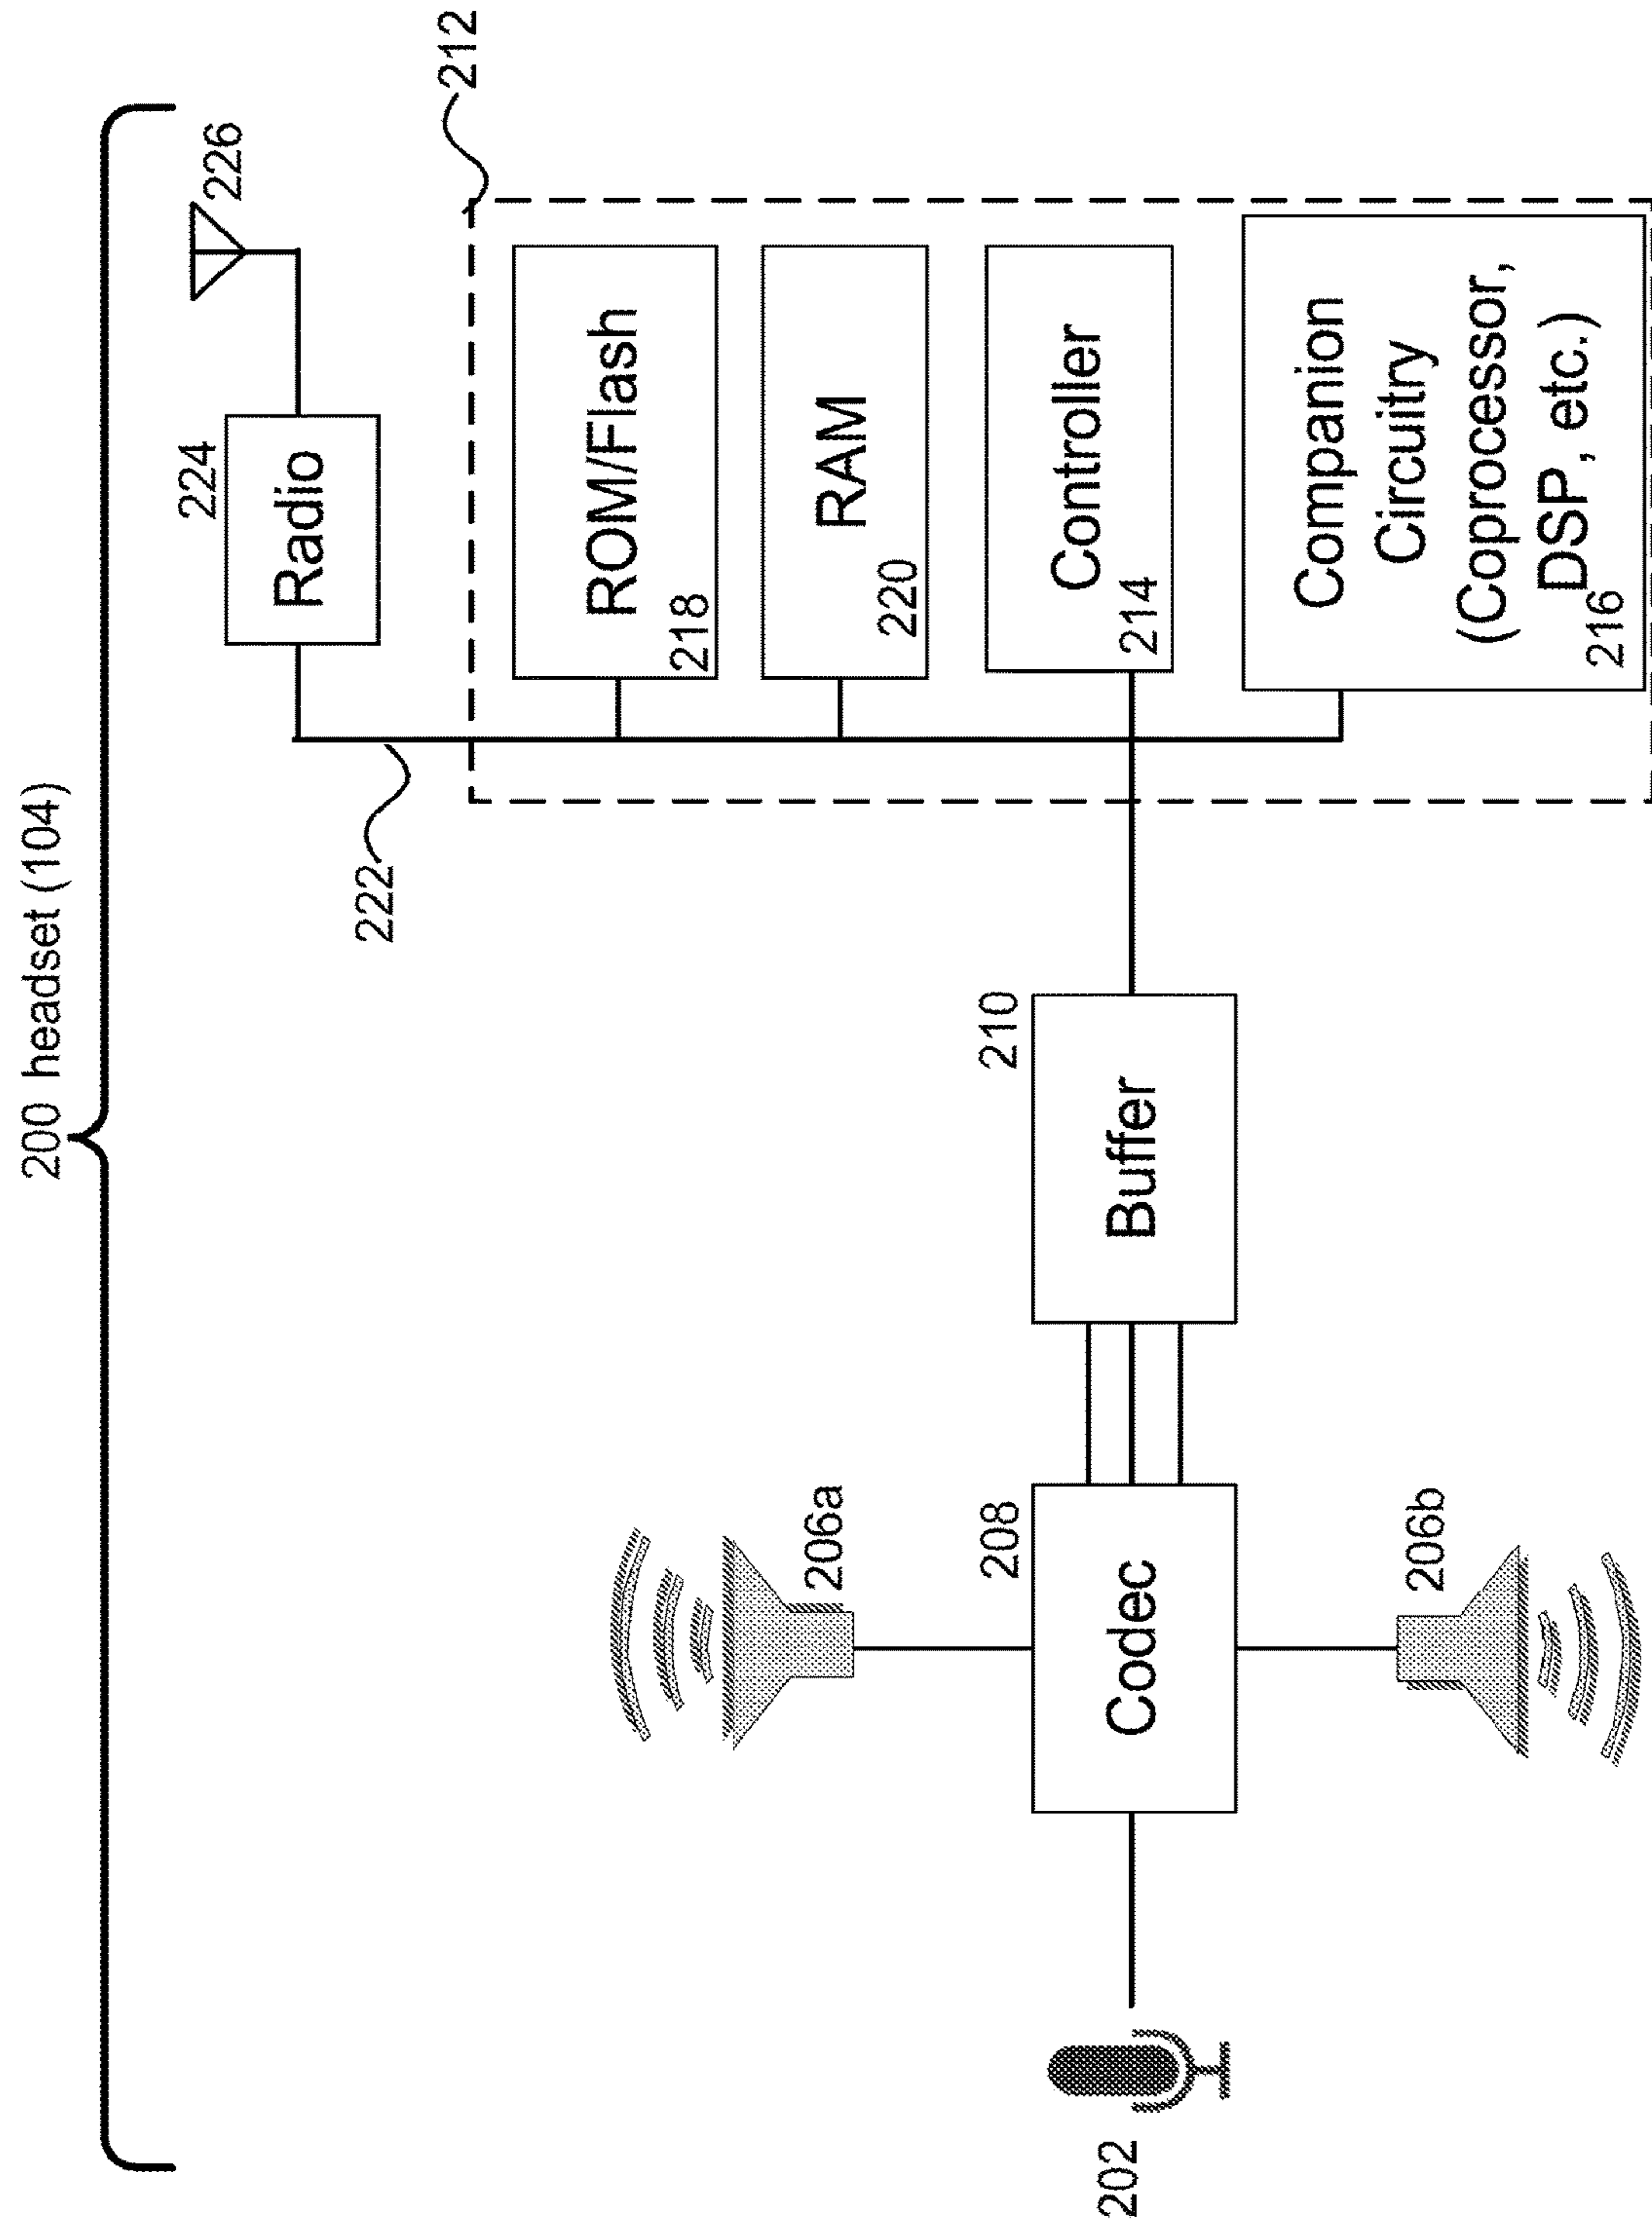 200 headset (104)
226
212
224
Radio
222
ROM/Flash
218
RAM
220
Controller
214
Companion
Circuitry
(Coprocessor,
DSP, etc.)
216
206a
202
208
Codec
210
Buffer
206b